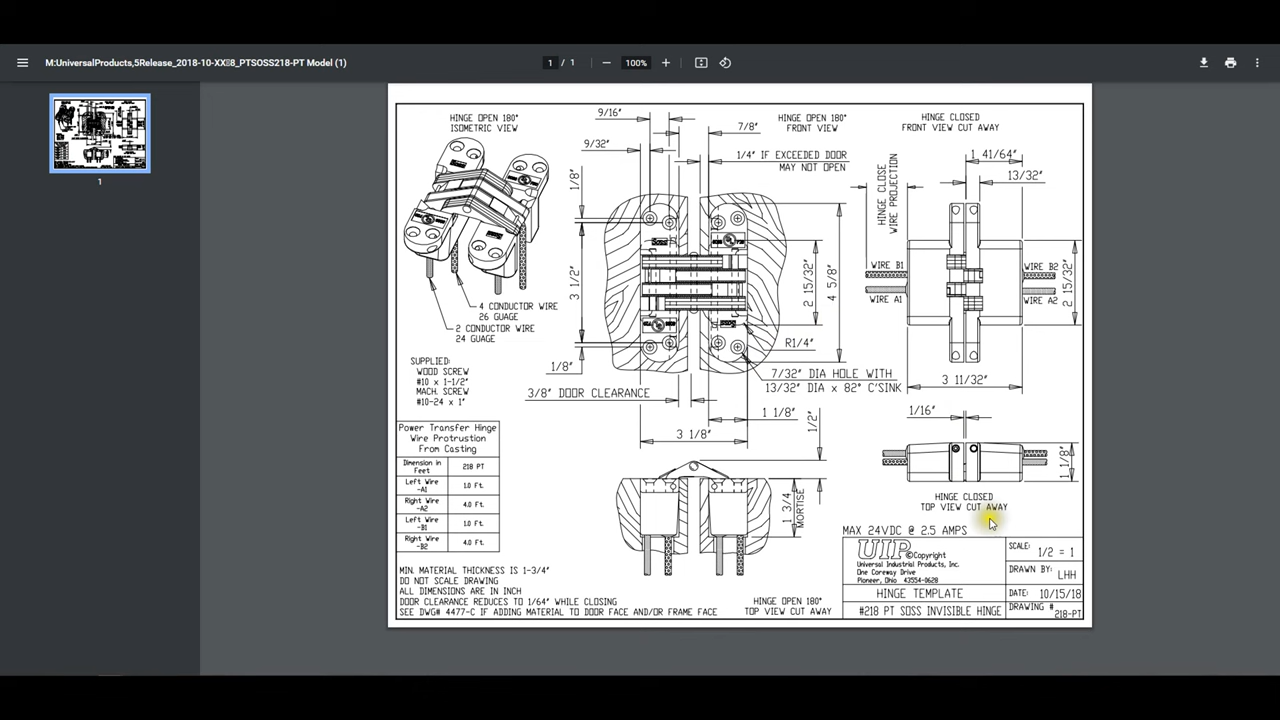 M:UniversalProducts,5Release_2018-10-XX8_PTSOSS218-PT Model (1)
1 / 1
100%
1
HINGE OPEN 180°
ISOMETRIC VIEW
4 CONDUCTOR WIRE
26 GUAGE
2 CONDUCTOR WIRE
24 GUAGE
SUPPLIED:
WOOD SCREW
#10 x 1-1/2"
MACH. SCREW
#10-24 x 1"
9/16"
9/32"
1/8"
3 1/2"
1/8"
HINGE OPEN 180°
FRONT VIEW
7/8"
1/4" IF EXCEEDED DOOR
MAY NOT OPEN
2 15/32"
4 5/8"
R1/4"
7/32" DIA HOLE WITH
13/32" DIA x 82° C'SINK
3/8" DOOR CLEARANCE
1 1/8"
3 1/8"
1/2"
HINGE CLOSED
FRONT VIEW CUT AWAY
1 41/64"
13/32"
HINGE CLOSE
WIRE PROJECTION
WIRE B1
WIRE A1
WIRE B2
WIRE A2
2 15/32"
3 11/32"
1/16"
1 1/8"
HINGE CLOSED
TOP VIEW CUT AWAY
Power Transfer Hinge
Wire Protrustion
From Casting
Dimension in
Feet
218 PT
Left Wire
-A1
1.0 Ft.
Right Wire
-A2
4.0 Ft.
Left Wire
-B1
1.0 Ft.
Right Wire
-B2
4.0 Ft.
1 3/4
MORTISE
HINGE OPEN 180°
TOP VIEW CUT AWAY
MIN. MATERIAL THICKNESS IS 1-3/4"
DO NOT SCALE DRAWING
ALL DIMENSIONS ARE IN INCH
DOOR CLEARANCE REDUCES TO 1/64" WHILE CLOSING
SEE DWG# 4477-C IF ADDING MATERIAL TO DOOR FACE AND/OR FRAME FACE
MAX 24VDC @ 2.5 AMPS
UIP ©Copyright
Universal Industrial Products, Inc.
One Coreway Drive
Pioneer, Ohio 43554-0628
HINGE TEMPLATE
#218 PT SOSS INVISIBLE HINGE
SCALE:
1/2 = 1
DRAWN BY:
LHH
DATE: 10/15/18
DRAWING #
218-PT